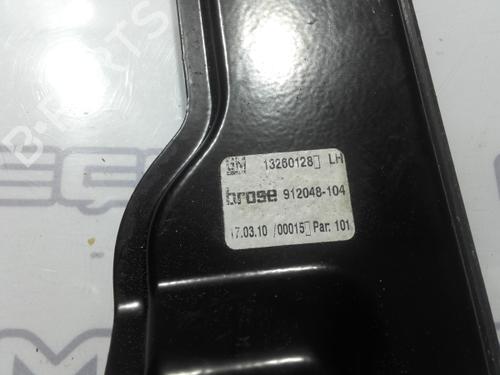 GM 13260128 LH
brose 912048-104
17.03.10 /00015 Par. 101
B-PARTS